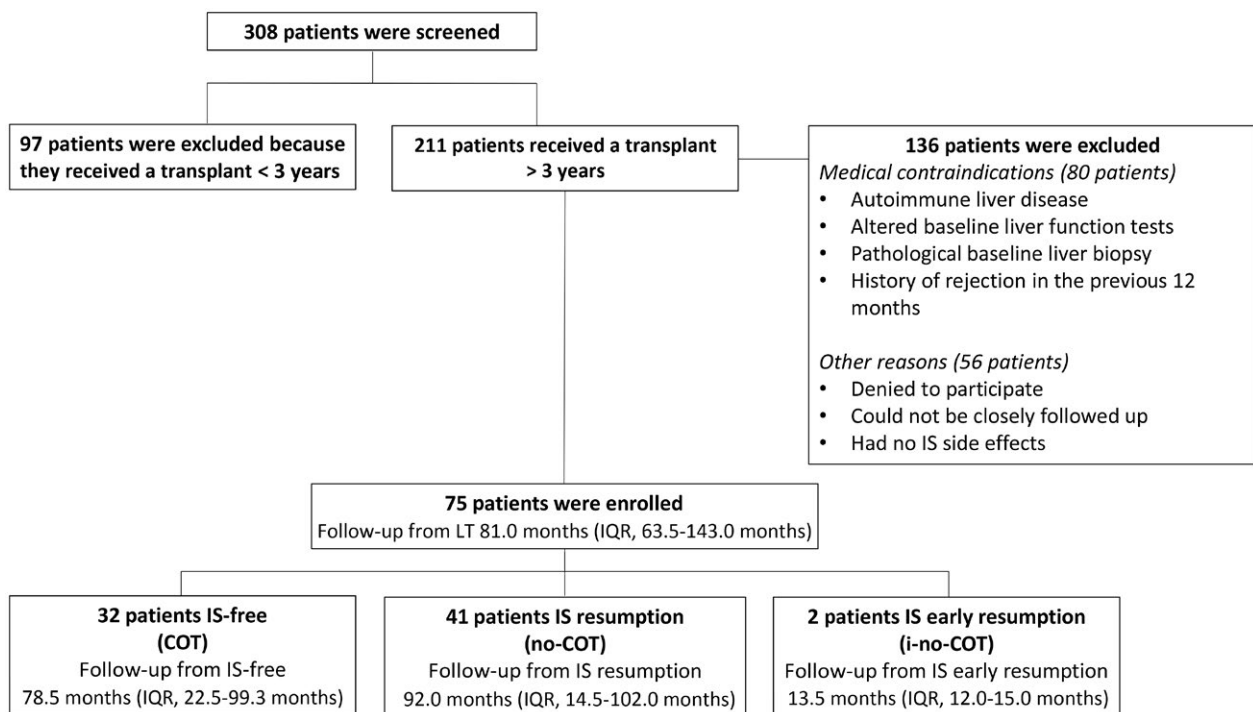 308 patients were screened
97 patients were excluded because
they received a transplant < 3 years
211 patients received a transplant
> 3 years
136 patients were excluded
Medical contraindications (80 patients)
• Autoimmune liver disease
• Altered baseline liver function tests
• Pathological baseline liver biopsy
• History of rejection in the previous 12
months
Other reasons (56 patients)
• Denied to participate
• Could not be closely followed up
• Had no IS side effects
75 patients were enrolled
Follow-up from LT 81.0 months (IQR, 63.5-143.0 months)
32 patients IS-free
(COT)
Follow-up from IS-free
78.5 months (IQR, 22.5-99.3 months)
41 patients IS resumption
(no-COT)
Follow-up from IS resumption
92.0 months (IQR, 14.5-102.0 months)
2 patients IS early resumption
(i-no-COT)
Follow-up from IS early resumption
13.5 months (IQR, 12.0-15.0 months)